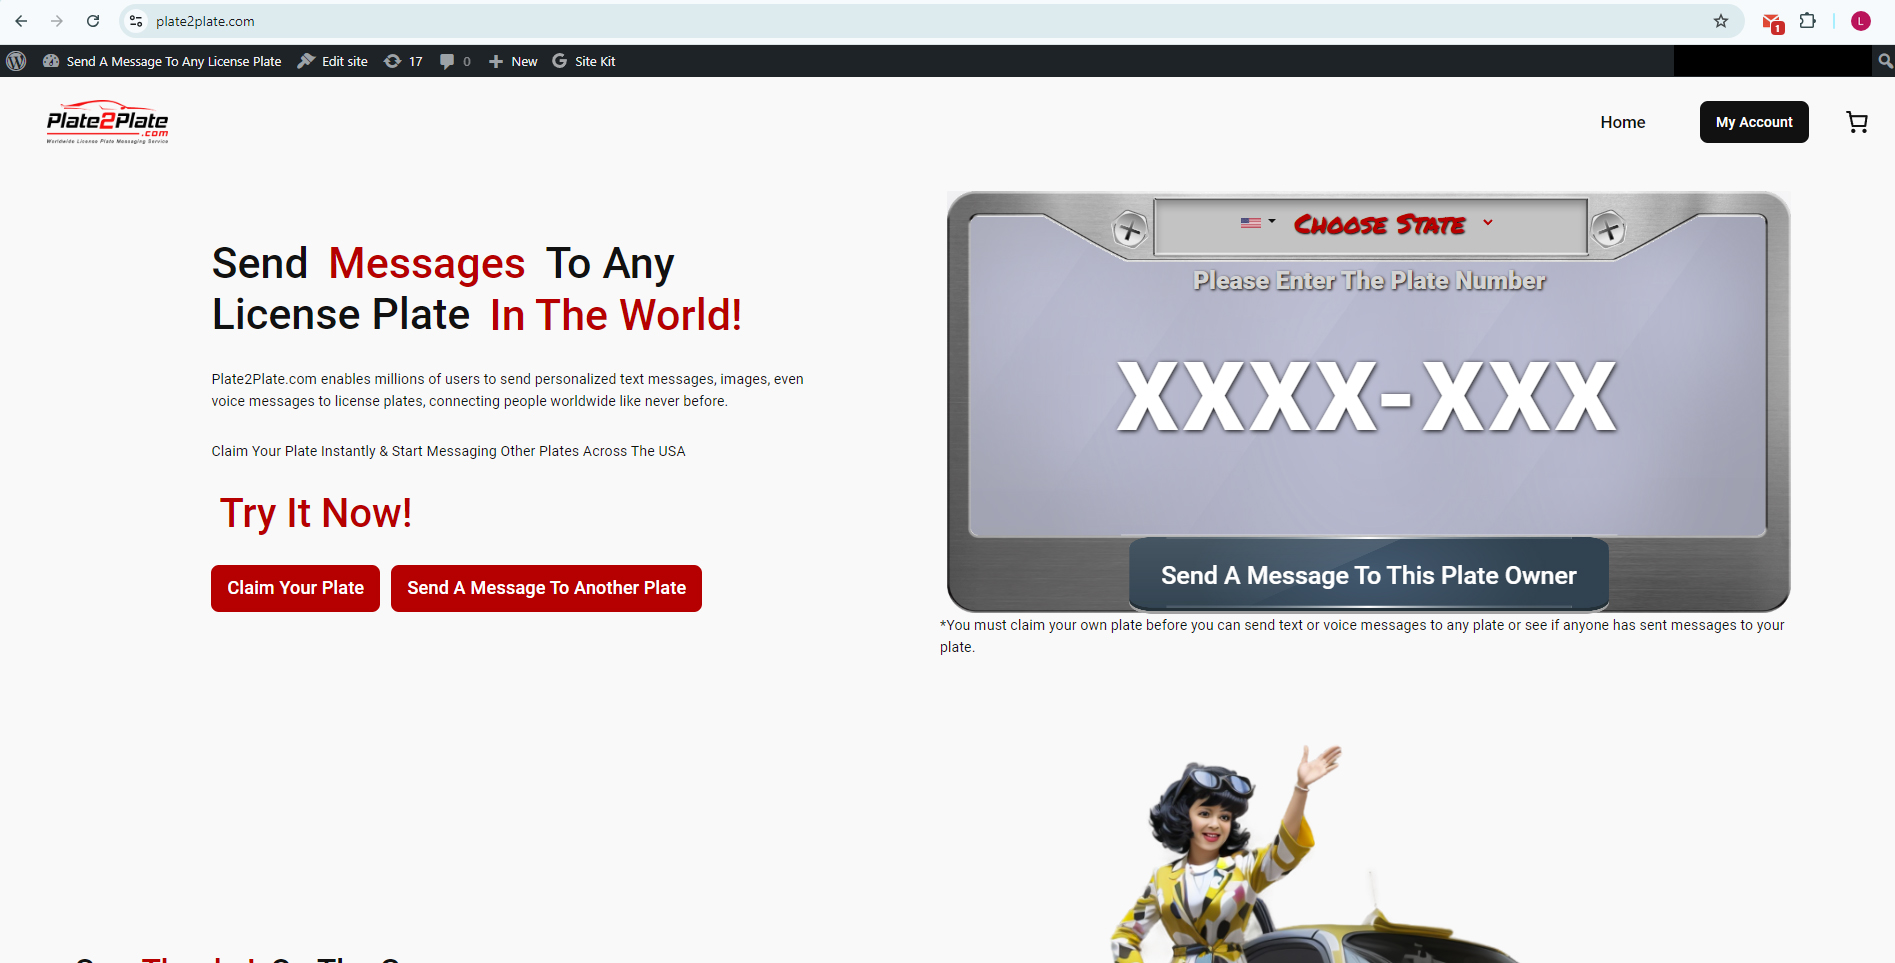 plate2plate.com
1
L
Send A Message To Any License Plate Edit site 17 0 New Site Kit
Plate2Plate
.com
Worldwide License Plate Messaging Service
Home
My Account
Send Messages To Any
License Plate In The World!
Plate2Plate.com enables millions of users to send personalized text messages, images, even
voice messages to license plates, connecting people worldwide like never before.
Claim Your Plate Instantly & Start Messaging Other Plates Across The USA
Try It Now!
Claim Your Plate
Send A Message To Another Plate
Choose State
Please Enter The Plate Number
XXXX-XXX
Send A Message To This Plate Owner
*You must claim your own plate before you can send text or voice messages to any plate or see if anyone has sent messages to your
plate.